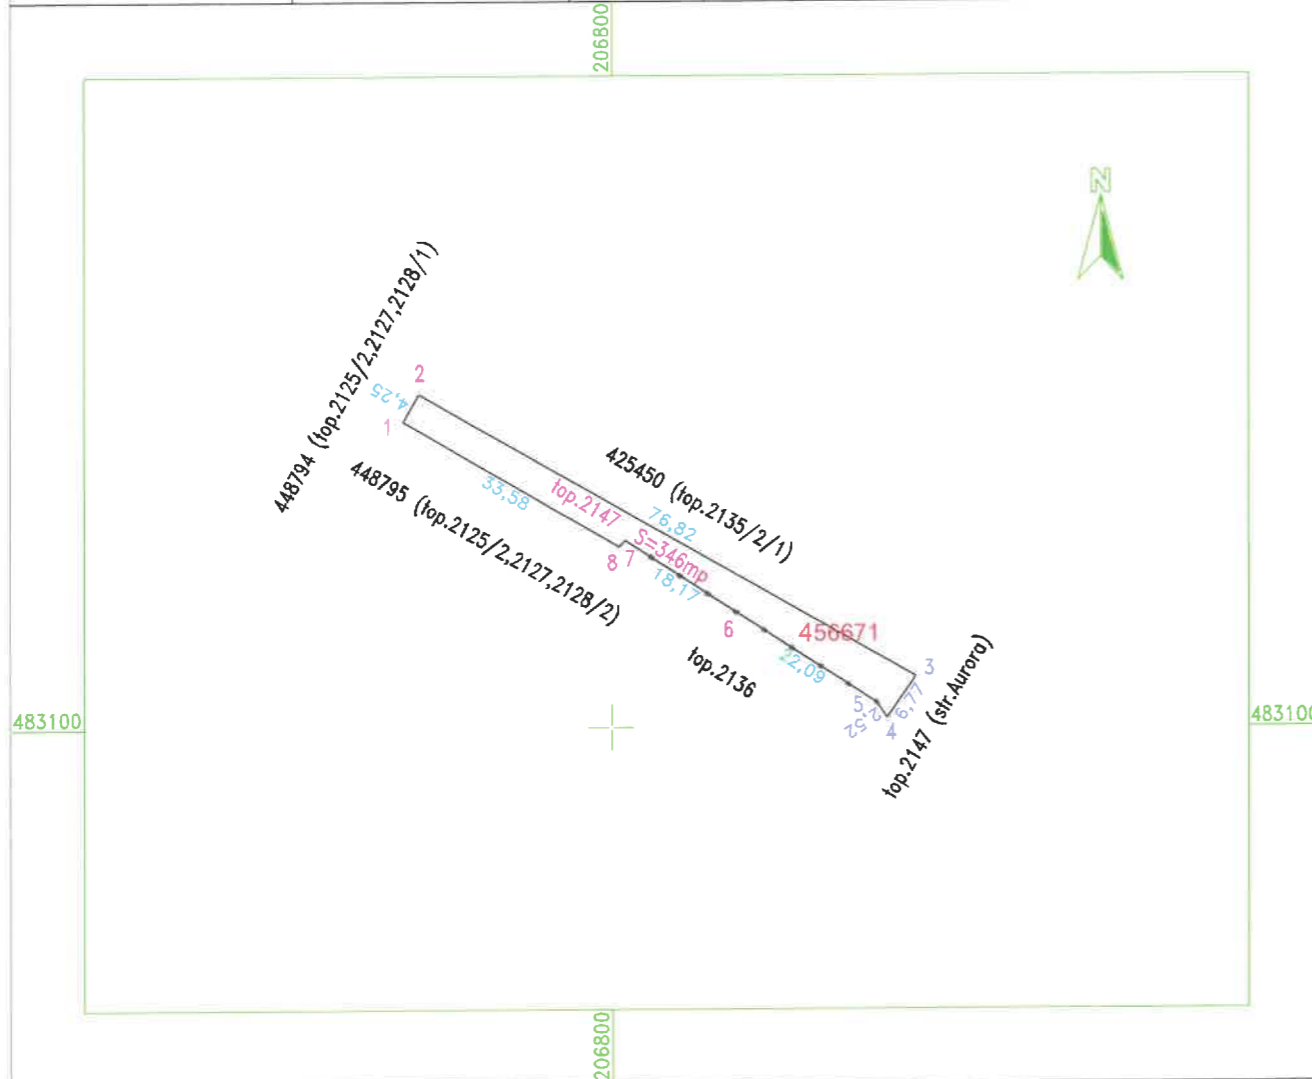 206800
N
448794 (top.2125/2,2127,2128/1)
2
4,25
1
448795 (top.2125/2,2127,2128/2)
33,58
425450 (top.2135/2/1)
top.2147
76,82
S=346mp
8
7
18,17
6
456671
22,09
top.2136
3
5
2,52
6,77
4
top.2147 (str.Aurora)
483100
483100
206800